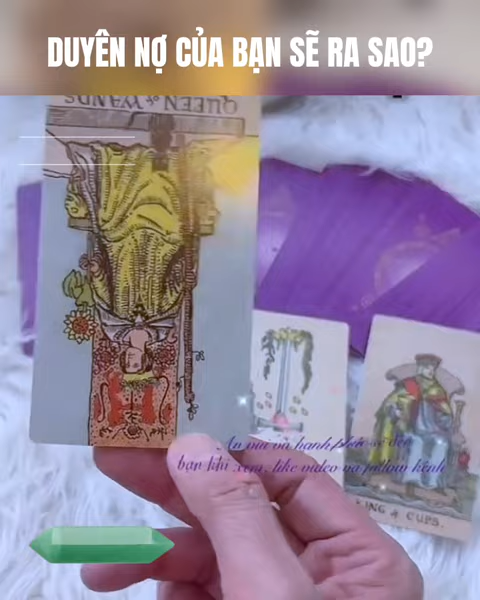 DUYÊN NỢ CỦA BẠN SẼ RA SAO?
QUEEN of WANDS
An vui và hạnh phúc sẽ đến
bạn khi xem, like video và follow kênh
KING of CUPS.